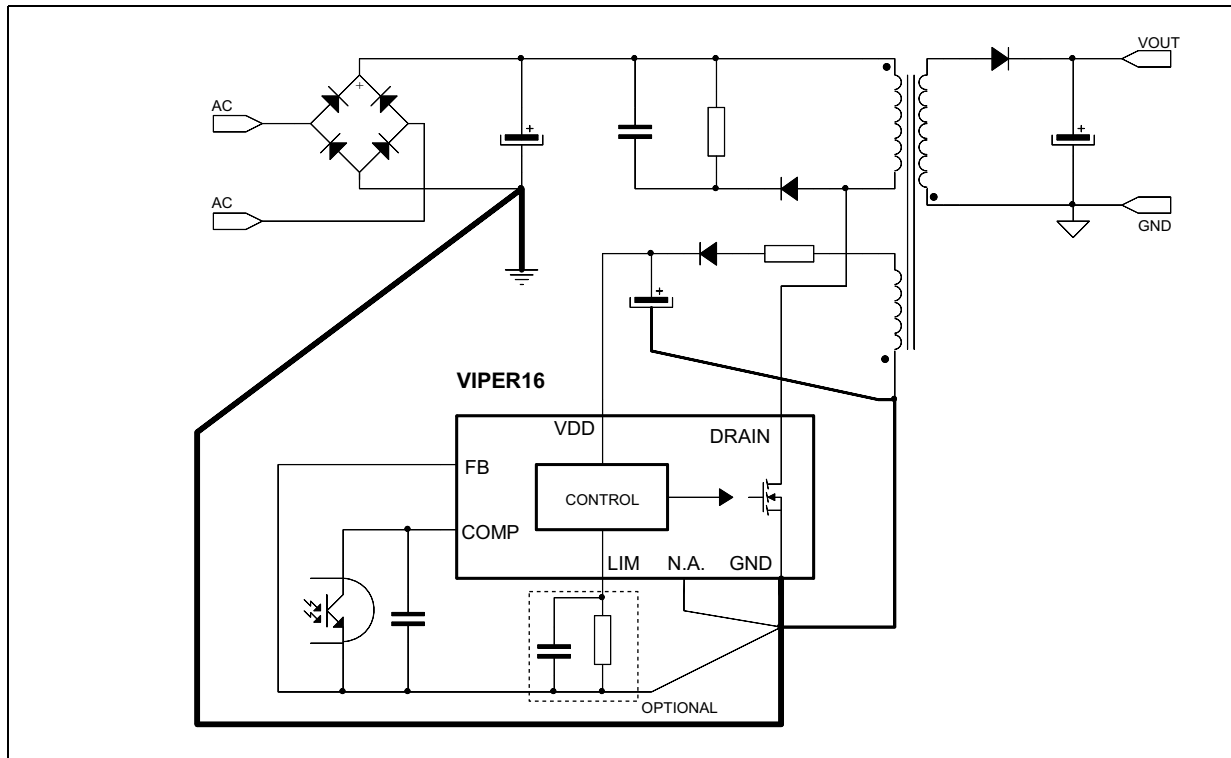 VOUT
AC
AC
GND
VIPER16
VDD
DRAIN
FB
CONTROL
COMP
LIM
N.A.
GND
OPTIONAL